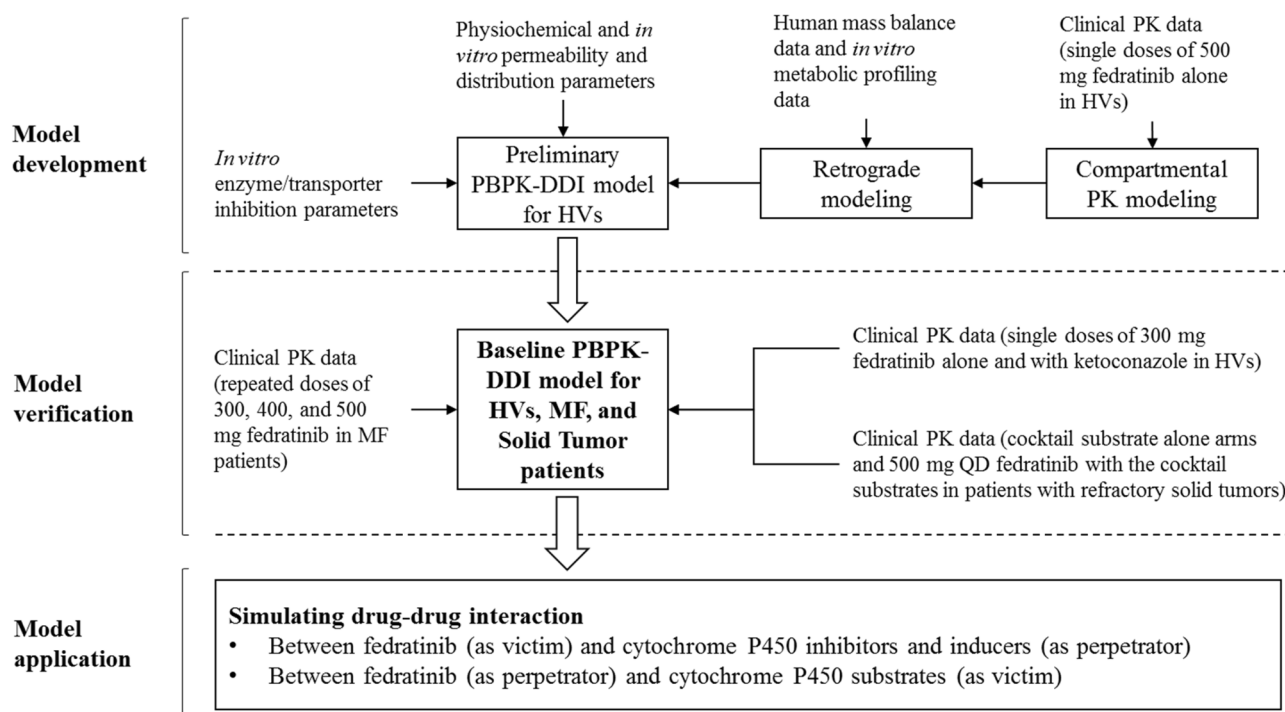 Model
development
Physiochemical and in
vitro permeability and
distribution parameters
Human mass balance
data and in vitro
metabolic profiling
data
Clinical PK data
(single doses of 500
mg fedratinib alone
in HVs)
In vitro
enzyme/transporter
inhibition parameters
Preliminary
PBPK-DDI model
for HVs
Retrograde
modeling
Compartmental
PK modeling
Model
verification
Clinical PK data
(repeated doses of
300, 400, and 500
mg fedratinib in MF
patients)
Baseline PBPK-
DDI model for
HVs, MF, and
Solid Tumor
patients
Clinical PK data (single doses of 300 mg
fedratinib alone and with ketoconazole in HVs)
Clinical PK data (cocktail substrate alone arms
and 500 mg QD fedratinib with the cocktail
substrates in patients with refractory solid tumors)
Model
application
Simulating drug-drug interaction
• Between fedratinib (as victim) and cytochrome P450 inhibitors and inducers (as perpetrator)
• Between fedratinib (as perpetrator) and cytochrome P450 substrates (as victim)